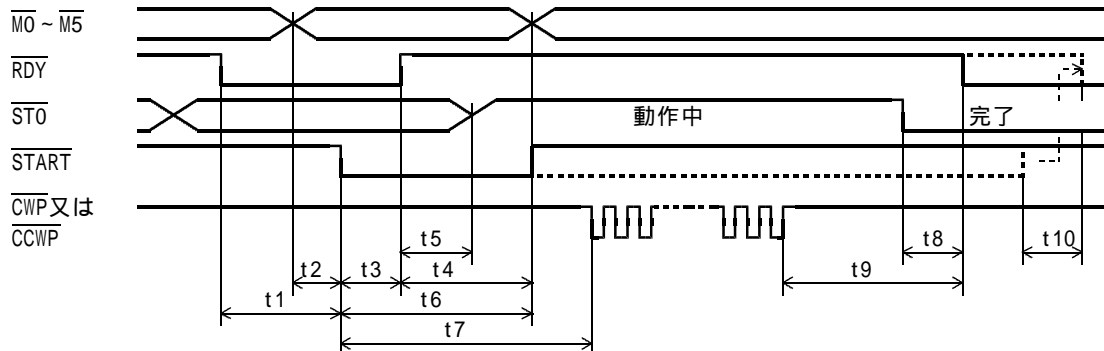 M0 ~ M5
RDY
ST0
動作中
完了
START
CWP又は
CCWP
t5
t8
t10
t2
t3
t4
t9
t1
t6
t7